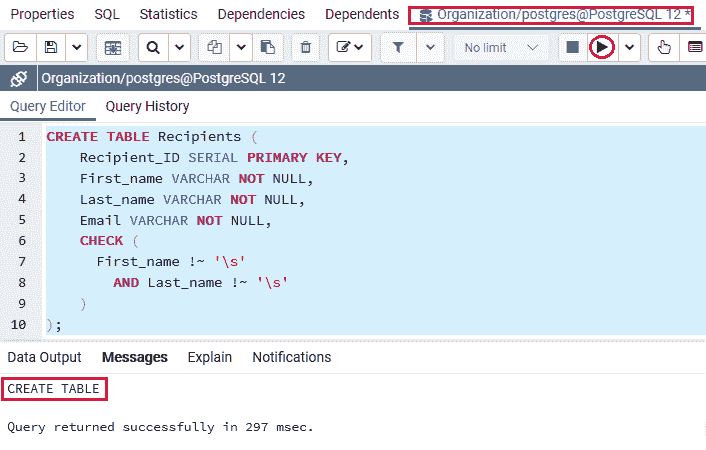 Properties SQL Statistics Dependencies Dependents Organization/postgres@PostgreSQL 12 *
No limit
Organization/postgres@PostgreSQL 12
Query Editor Query History
1 CREATE TABLE Recipients (
2 Recipient_ID SERIAL PRIMARY KEY,
3 First_name VARCHAR NOT NULL,
4 Last_name VARCHAR NOT NULL,
5 Email VARCHAR NOT NULL,
6 CHECK (
7 First_name !~ '\s'
8 AND Last_name !~ '\s'
9 )
10 );
Data Output Messages Explain Notifications
CREATE TABLE
Query returned successfully in 297 msec.